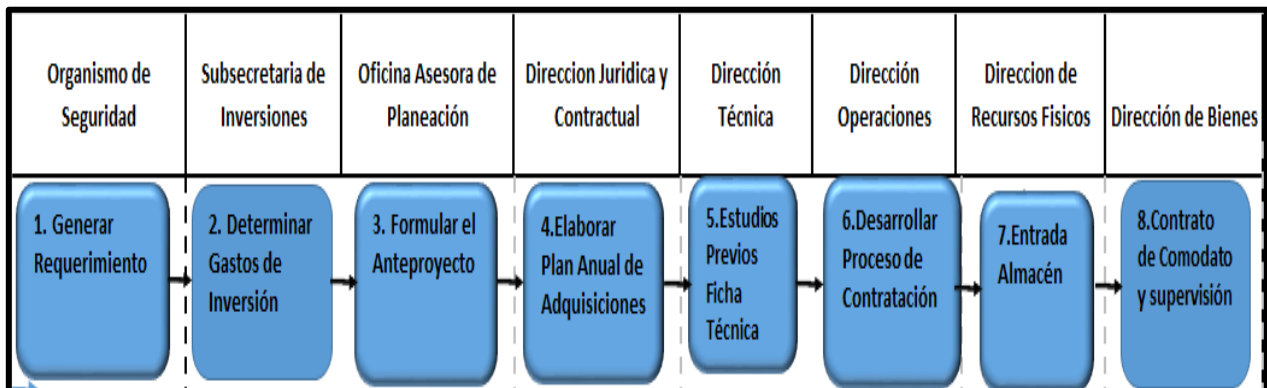 Organismo de
Seguridad
Subsecretaria de
Inversiones
Oficina Asesora de
Planeación
Direccion Juridica y
Contractual
Dirección
Técnica
Dirección
Operaciones
Direccion de
Recursos Fisicos
Dirección de Bienes
1. Generar
Requerimiento
2. Determinar
Gastos de
Inversión
3. Formular el
Anteproyecto
4.Elaborar
Plan Anual de
Adquisiciones
5.Estudios
Previos
Ficha
Técnica
6.Desarrollar
Proceso de
Contratación
7.Entrada
Almacén
8.Contrato
de Comodato
y supervisión